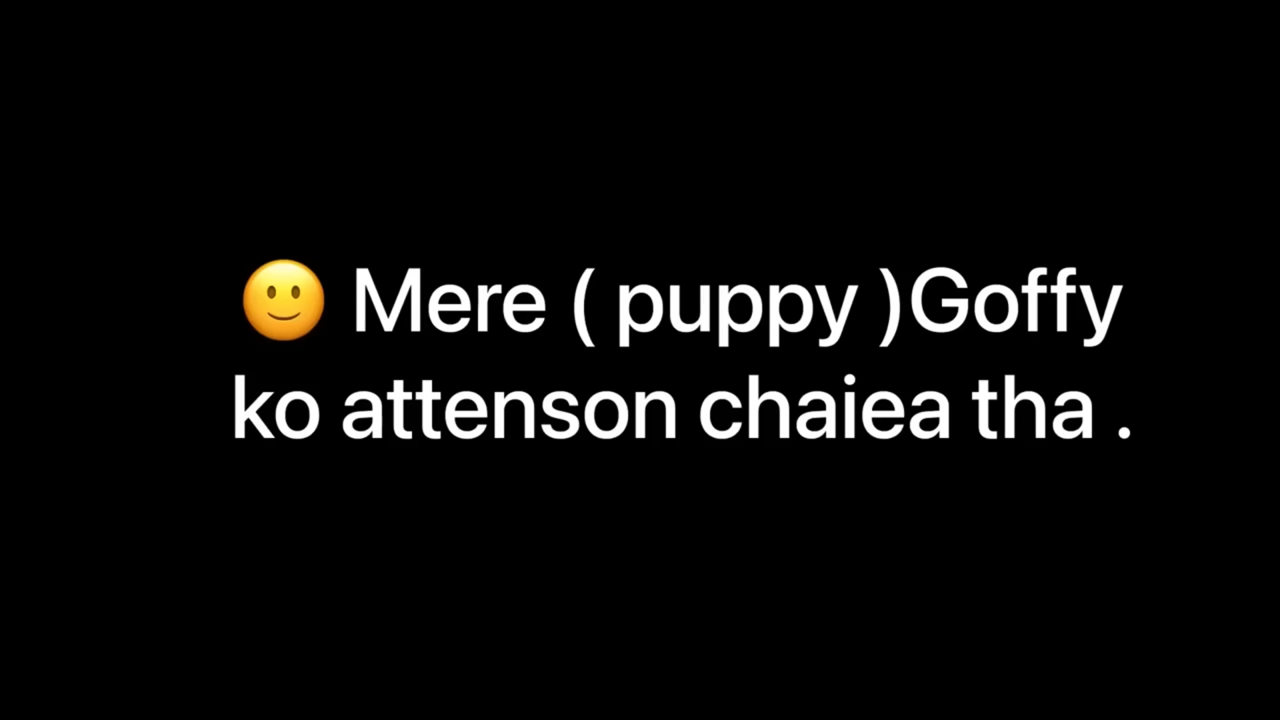 🙂 Mere ( puppy )Goffy
ko attenson chaiea tha .